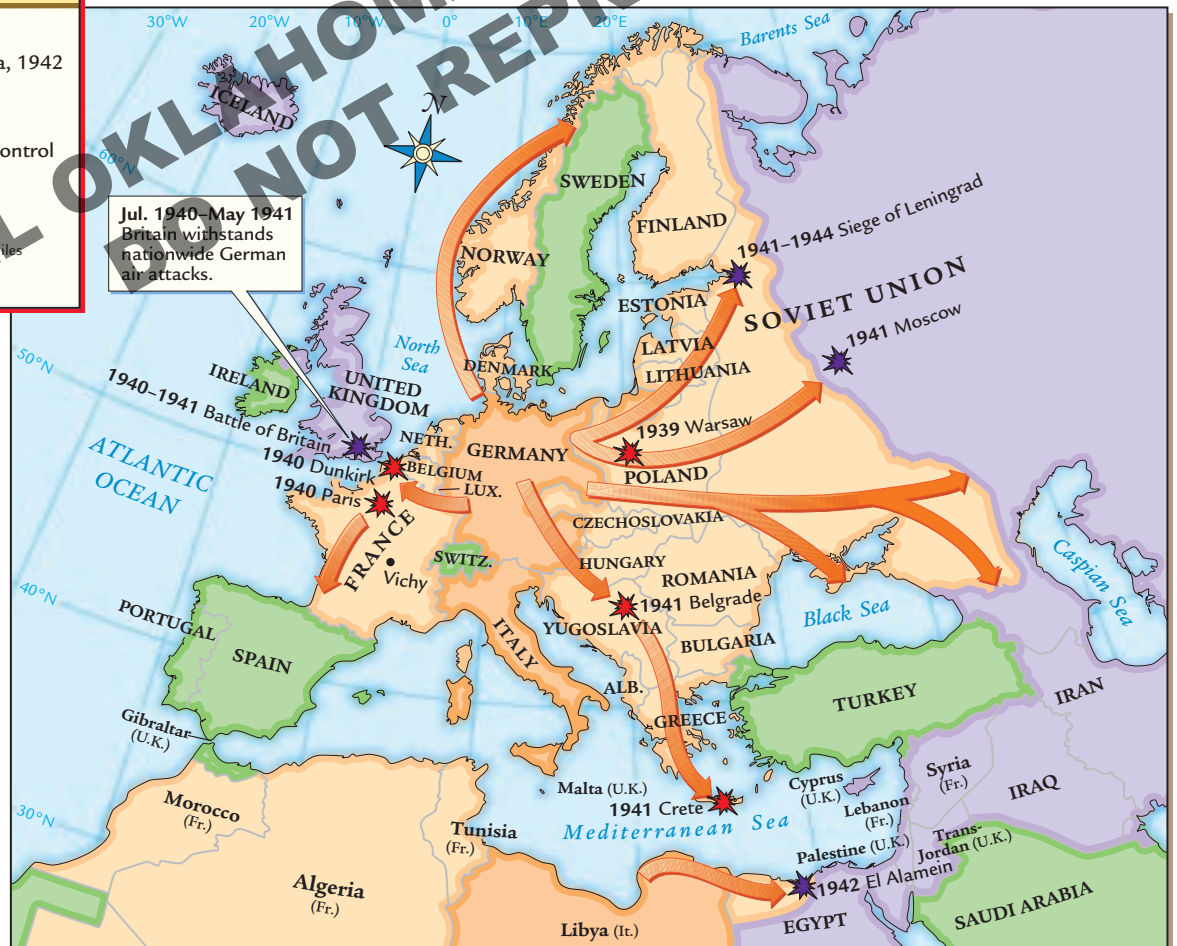 a, 1942
ontrol
iles
L OKLAHOM
DO NOT REPR
30°W
20°W
10°W
0°
10°E
20°E
Barents Sea
ICELAND
N
60°N
Jul. 1940–May 1941
Britain withstands
nationwide German
air attacks.
SWEDEN
FINLAND
NORWAY
1941–1944 Siege of Leningrad
ESTONIA
SOVIET UNION
1941 Moscow
North
Sea
LATVIA
LITHUANIA
DENMARK
50°N
IRELAND
UNITED
KINGDOM
1940–1941 Battle of Britain
1940 Dunkirk
1940 Paris
NETH.
BELGIUM
LUX.
GERMANY
1939 Warsaw
POLAND
ATLANTIC
OCEAN
CZECHOSLOVAKIA
FRANCE
Vichy
SWITZ.
HUNGARY
ROMANIA
1941 Belgrade
YUGOSLAVIA
Black Sea
Caspian Sea
40°N
PORTUGAL
SPAIN
ITALY
BULGARIA
ALB.
GREECE
TURKEY
IRAN
Gibraltar
(U.K.)
Malta (U.K.)
1941 Crete
Mediterranean Sea
Cyprus
(U.K.)
Syria
(Fr.)
Lebanon
(Fr.)
IRAQ
Palestine (U.K.)
Trans-
Jordan (U.K.)
30°N
Morocco
(Fr.)
Tunisia
(Fr.)
Algeria
(Fr.)
Libya (It.)
1942 El Alamein
EGYPT
SAUDI ARABIA